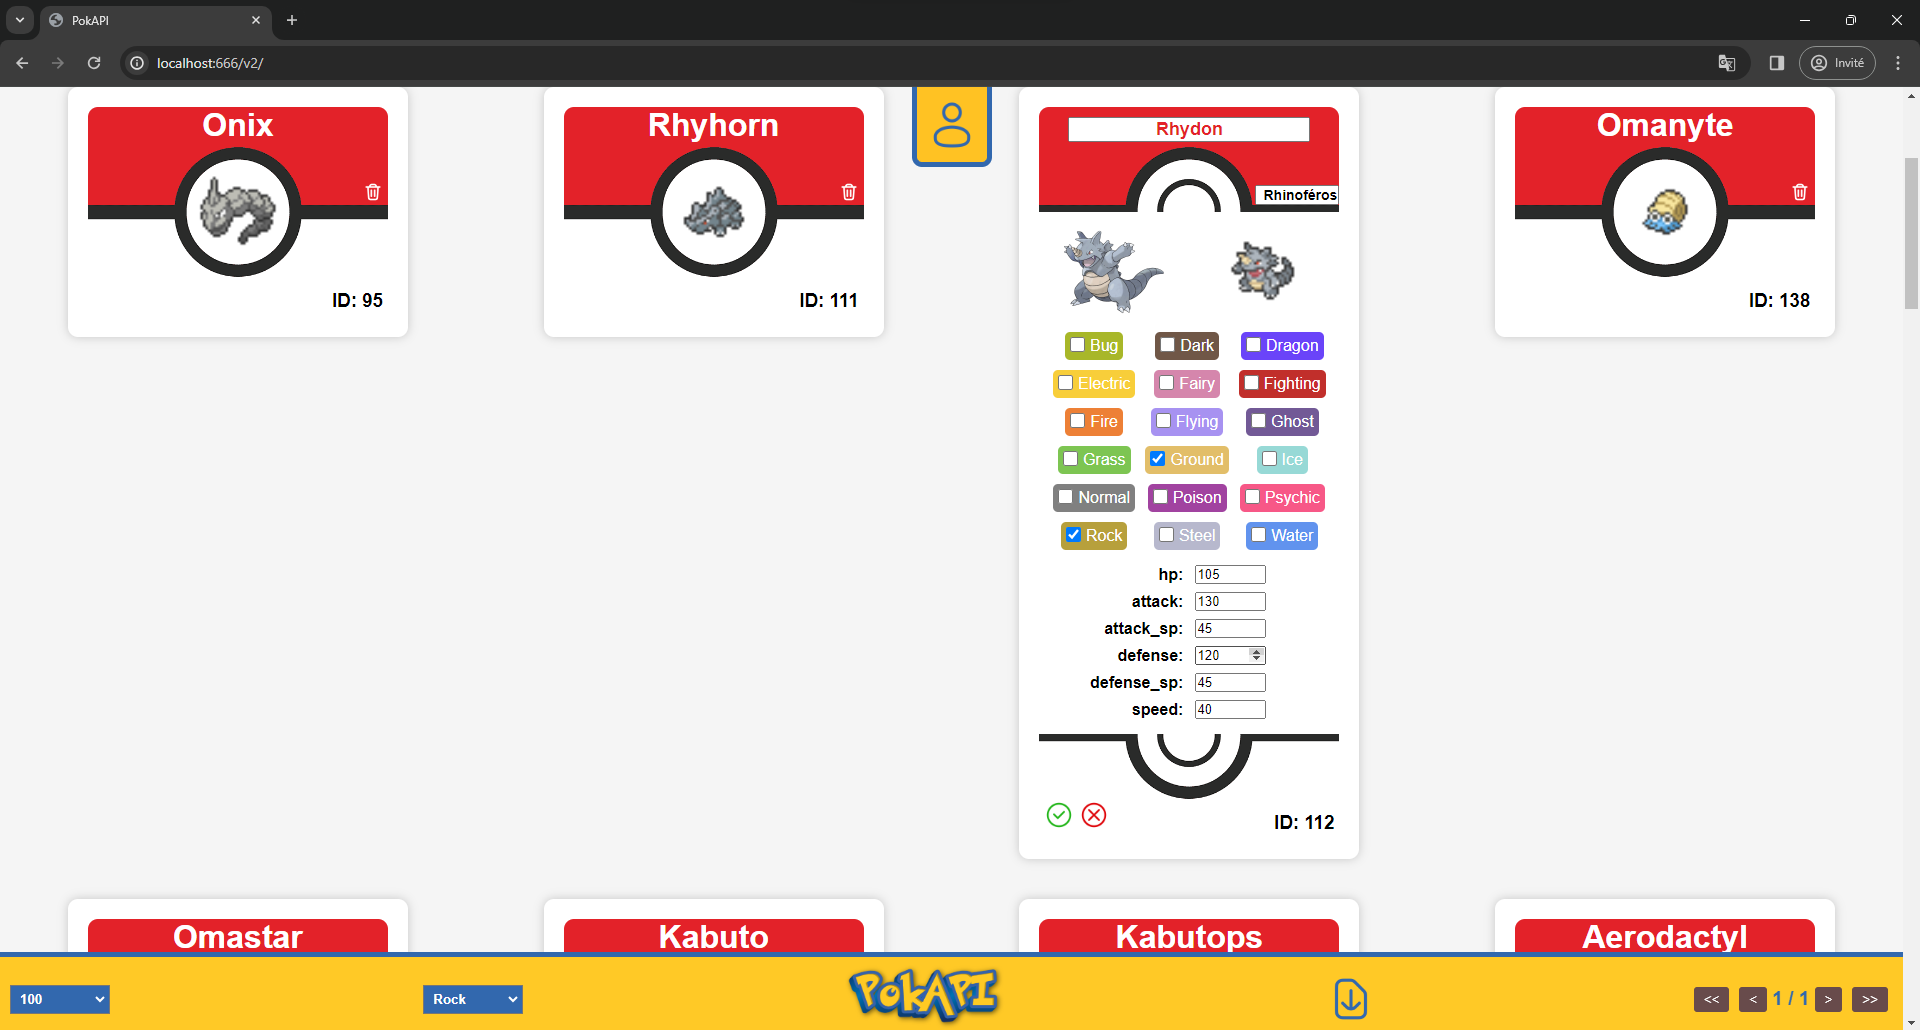 PokAPI
localhost:666/v2/
Invité
Onix
ID: 95
Rhyhorn
ID: 111
Rhydon
Rhinoféros
Bug
Dark
Dragon
Electric
Fairy
Fighting
Fire
Flying
Ghost
Grass
Ground
Ice
Normal
Poison
Psychic
Rock
Steel
Water
hp: 105
attack: 130
attack_sp: 45
defense: 120
defense_sp: 45
speed: 40
ID: 112
Omanyte
ID: 138
Omastar
Kabuto
Kabutops
Aerodactyl
100
Rock
PokAPI
<< < 1 / 1 > >>